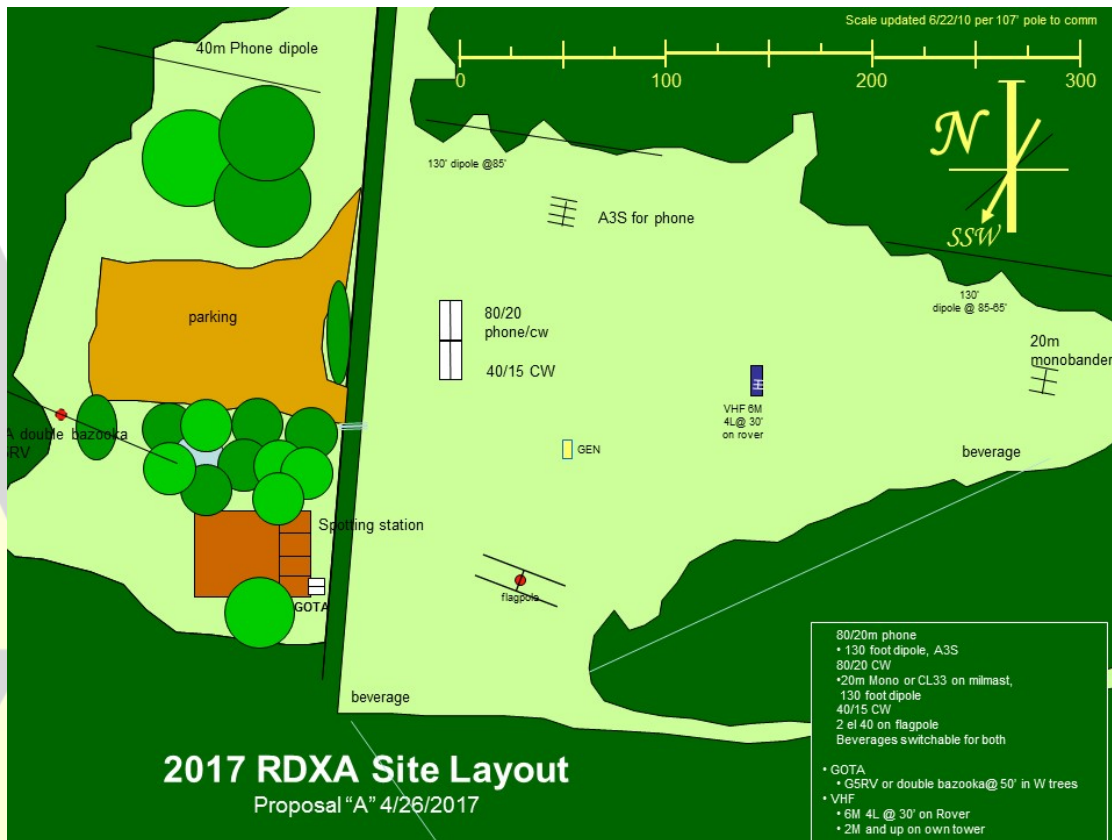 Scale updated 6/22/10 per 107' pole to comm
40m Phone dipole
0
100
200
300
N
SSW
130' dipole @85'
A3S for phone
130'
dipole @ 85-65'
parking
80/20
phone/cw
40/15 CW
20m
monobander
VHF 6M
4L@ 30'
on rover
A double bazooka
5RV
GEN
beverage
Spotting station
flagpole
GOTA
beverage
80/20m phone
• 130 foot dipole, A3S
80/20 CW
•20m Mono or CL33 on milmast,
130 foot dipole
40/15 CW
2 el 40 on flagpole
Beverages switchable for both
• GOTA
• G5RV or double bazooka@ 50' in W trees
• VHF
• 6M 4L @ 30' on Rover
• 2M and up on own tower
2017 RDXA Site Layout
Proposal “A” 4/26/2017